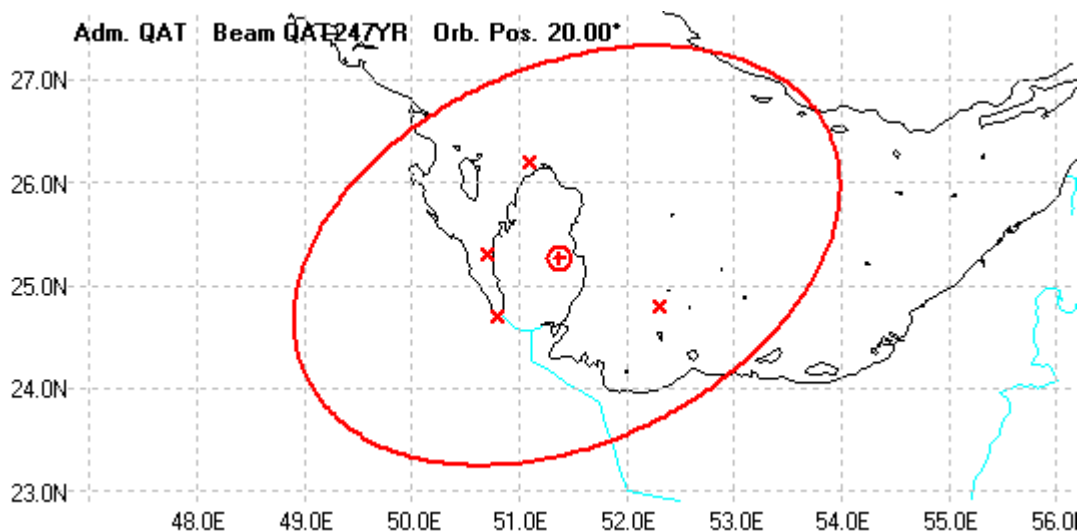 Adm. QAT Beam QAT247YR Orb. Pos. 20.00°
27.0N
26.0N
25.0N
24.0N
23.0N
48.0E 49.0E 50.0E 51.0E 52.0E 53.0E 54.0E 55.0E 56.0E